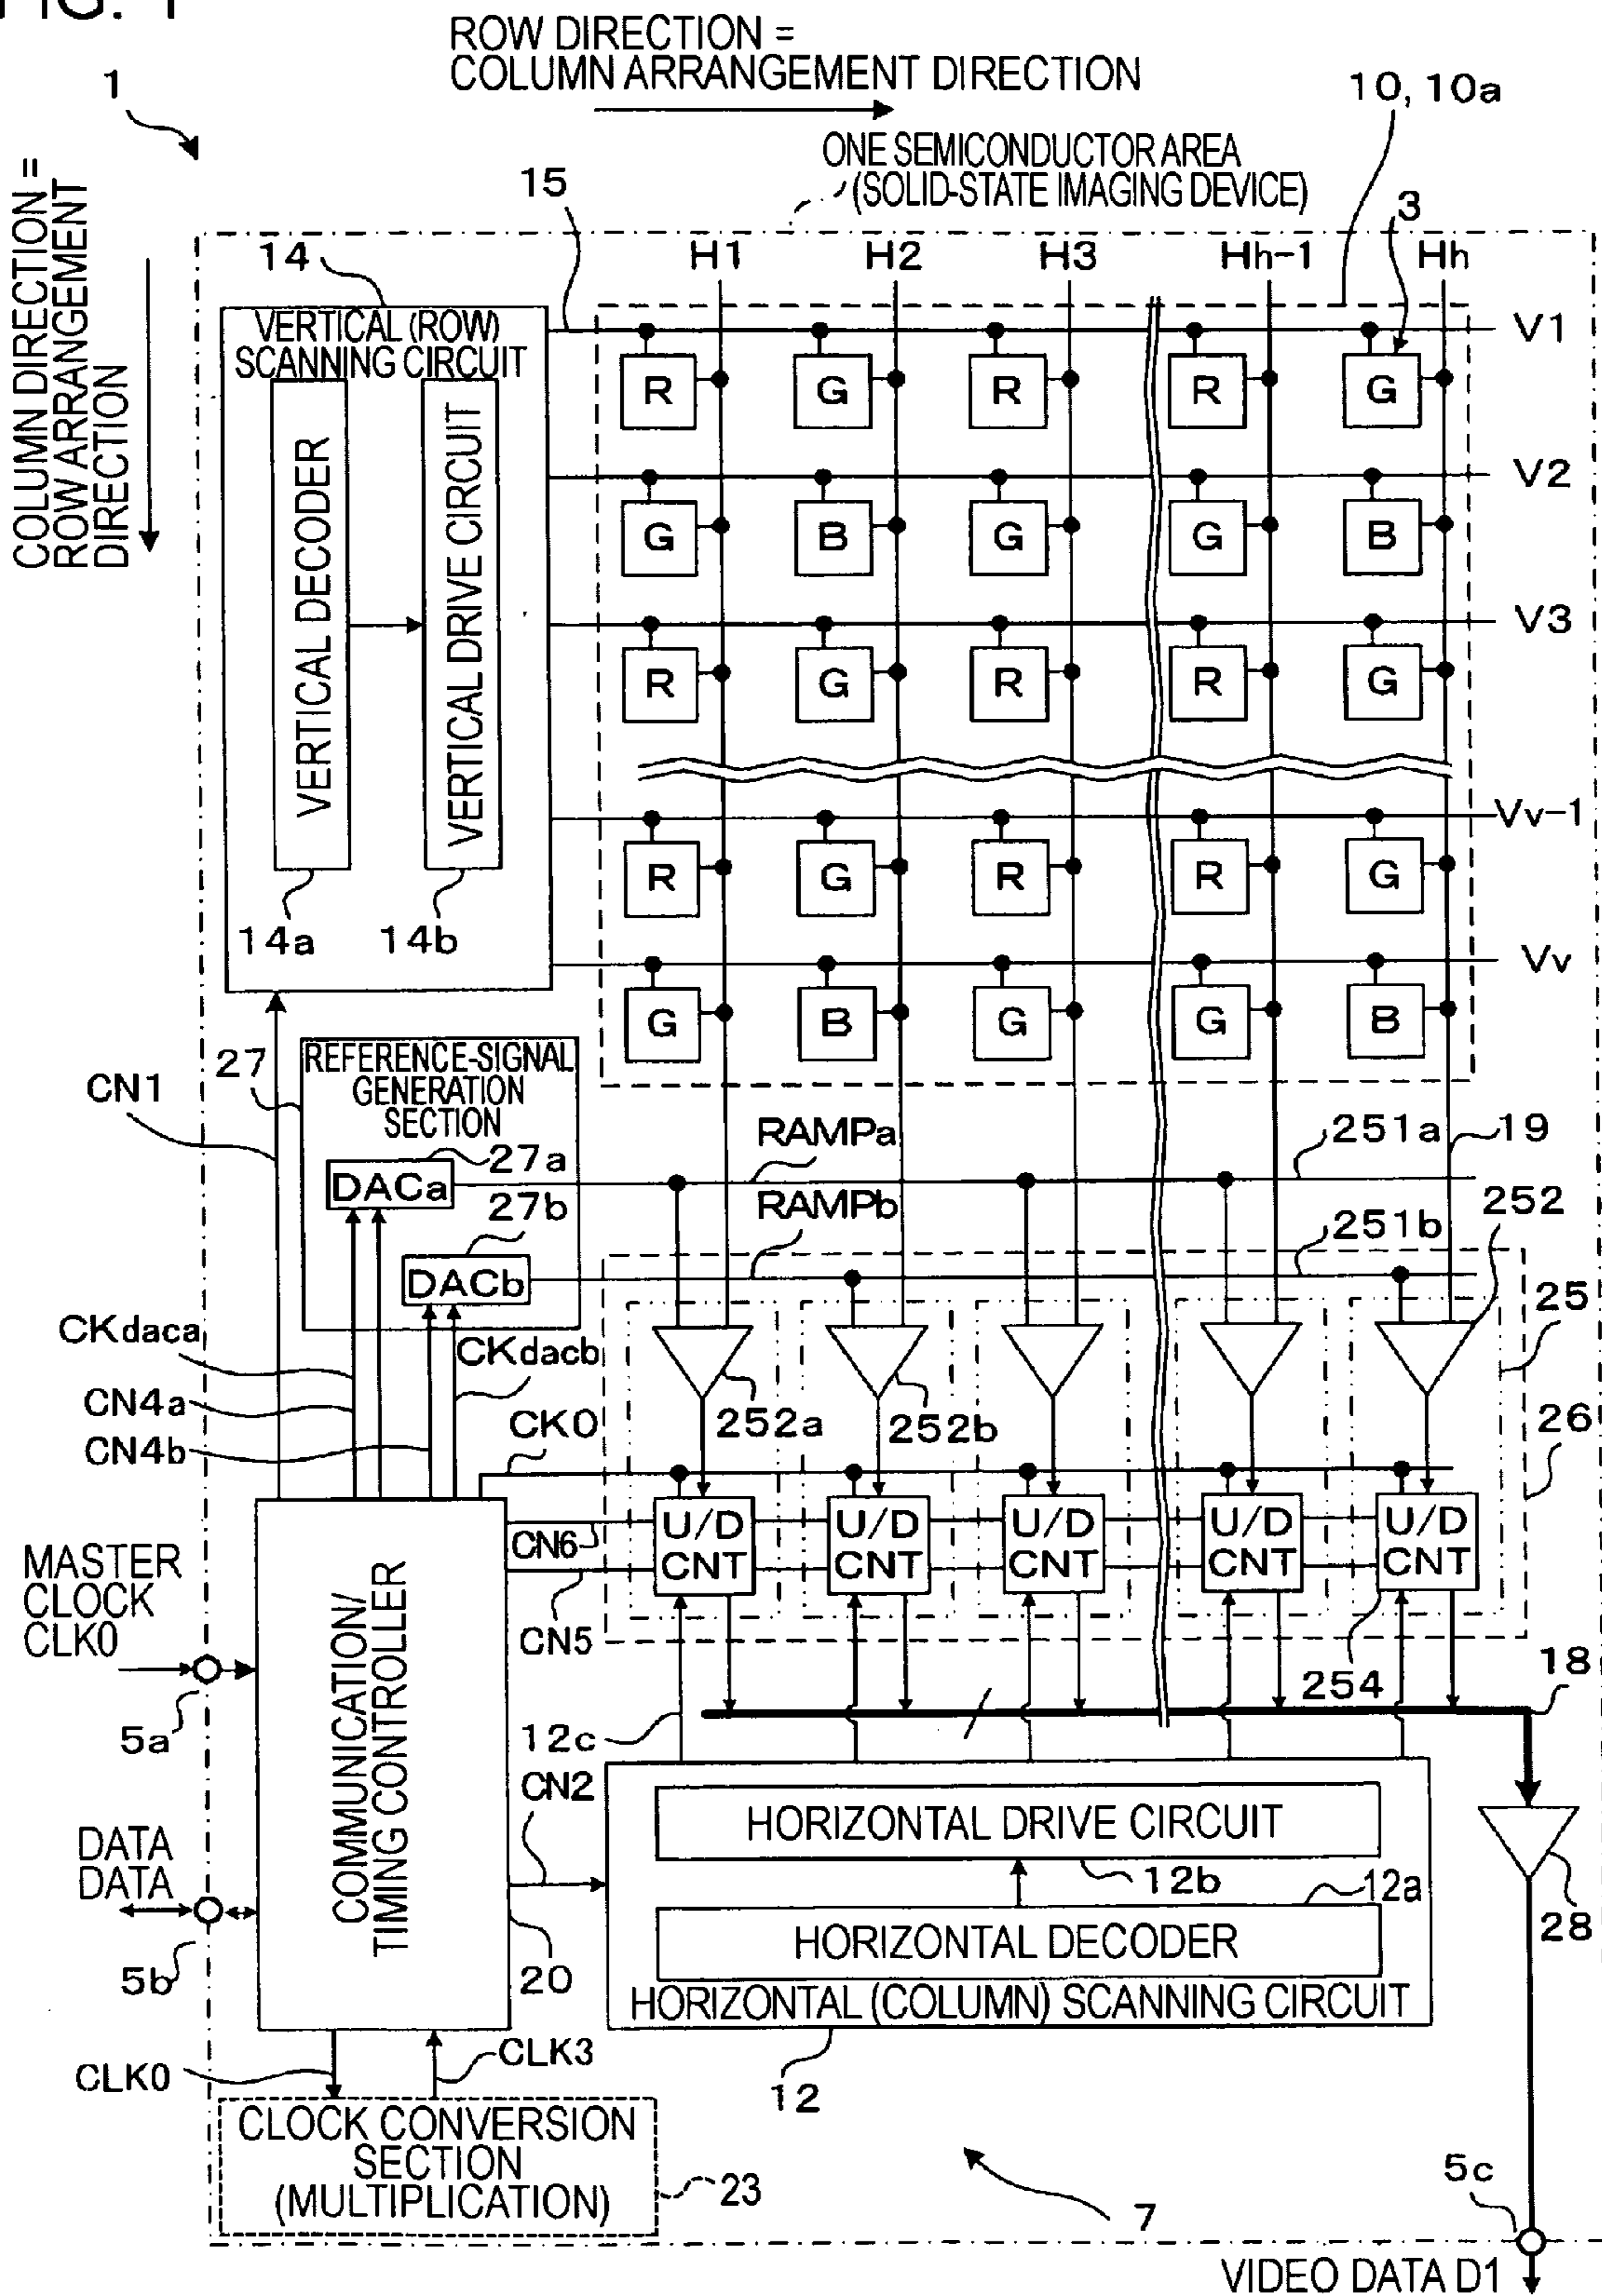 ROW DIRECTION =
COLUMN ARRANGEMENT DIRECTION
1
10, 10a
ONE SEMICONDUCTOR AREA
(SOLID-STATE IMAGING DEVICE)
COLUMN DIRECTION =
ROW ARRANGEMENT
DIRECTION
15
3
14
H1 H2 H3 Hh-1 Hh
VERTICAL (ROW)
SCANNING CIRCUIT
V1
R G R R G
VERTICAL DECODER
VERTICAL DRIVE CIRCUIT
V2
G B G G B
V3
R G R R G
Vv-1
R G R R G
14a 14b
Vv
G B G G B
27
REFERENCE-SIGNAL
GENERATION
SECTION
CN1
RAMPa
251a
19
27a
DACa
27b
RAMPb
252
251b
DACb
25
CKdaca
CKdacb
CN4a
252a
252b
26
CK0
CN4b
U/D U/D U/D U/D U/D
CNT CNT CNT CNT CNT
CN6
MASTER
CLOCK
CLK0
CN5
COMMUNICATION/
TIMING CONTROLLER
254
18
5a
12c
CN2
HORIZONTAL DRIVE CIRCUIT
DATA
DATA
12b
12a
28
HORIZONTAL DECODER
5b
20
HORIZONTAL (COLUMN) SCANNING CIRCUIT
CLK0
CLK3
12
CLOCK CONVERSION
SECTION
(MULTIPLICATION)
23
7
5c
VIDEO DATA D1